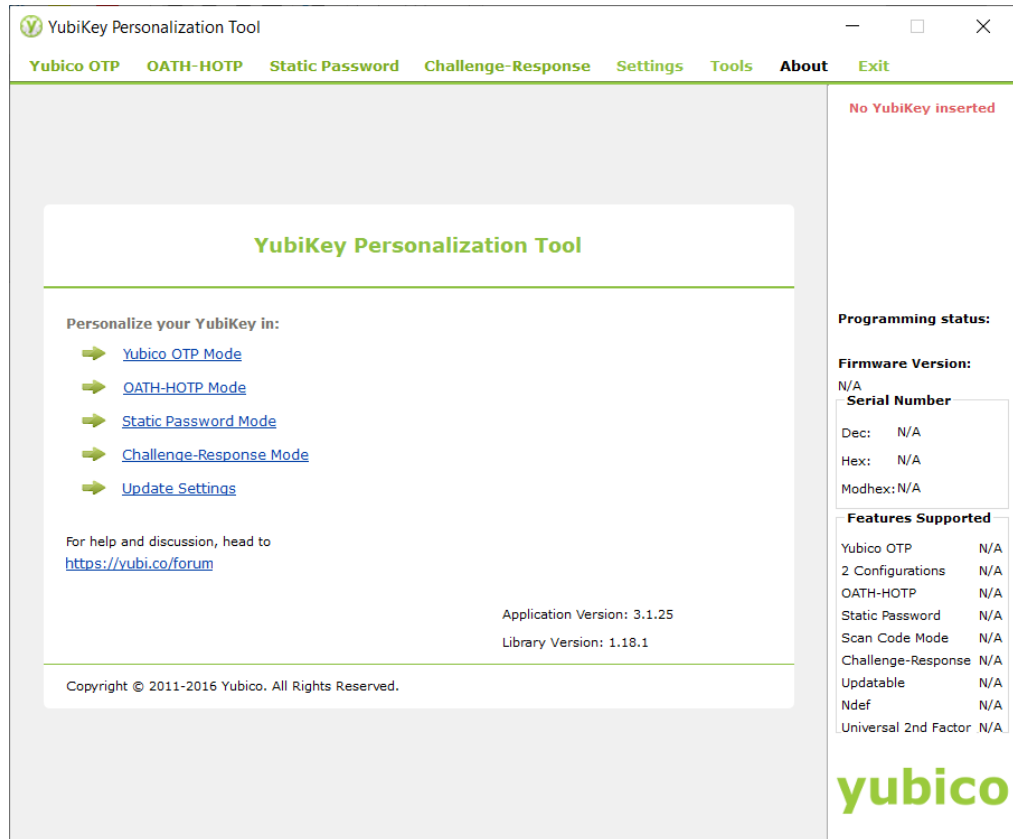 YubiKey Personalization Tool
Yubico OTP OATH-HOTP Static Password Challenge-Response Settings Tools About Exit
No YubiKey inserted
YubiKey Personalization Tool
Personalize your YubiKey in:
Yubico OTP Mode
OATH-HOTP Mode
Static Password Mode
Challenge-Response Mode
Update Settings
For help and discussion, head to
https://yubi.co/forum
Application Version: 3.1.25
Library Version: 1.18.1
Copyright © 2011-2016 Yubico. All Rights Reserved.
Programming status:
Firmware Version:
N/A
Serial Number
Dec: N/A
Hex: N/A
Modhex: N/A
Features Supported
Yubico OTP N/A
2 Configurations N/A
OATH-HOTP N/A
Static Password N/A
Scan Code Mode N/A
Challenge-Response N/A
Updatable N/A
Ndef N/A
Universal 2nd Factor N/A
yubico